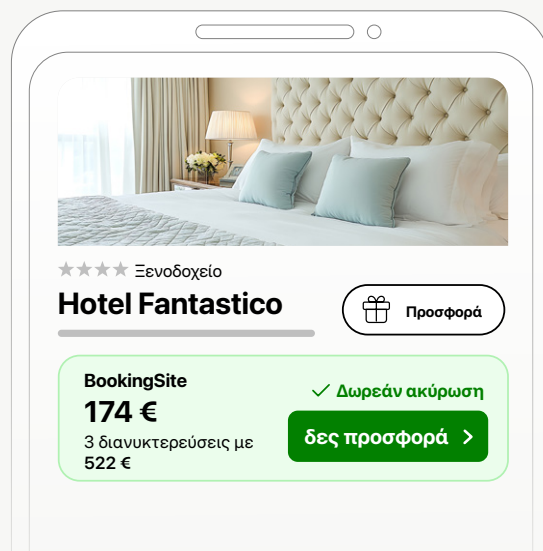 Ξενοδοχείο
Hotel Fantastico
Προσφορά
BookingSite
174 €
3 διανυκτερεύσεις με
522 €
Δωρεάν ακύρωση
δες προσφορά